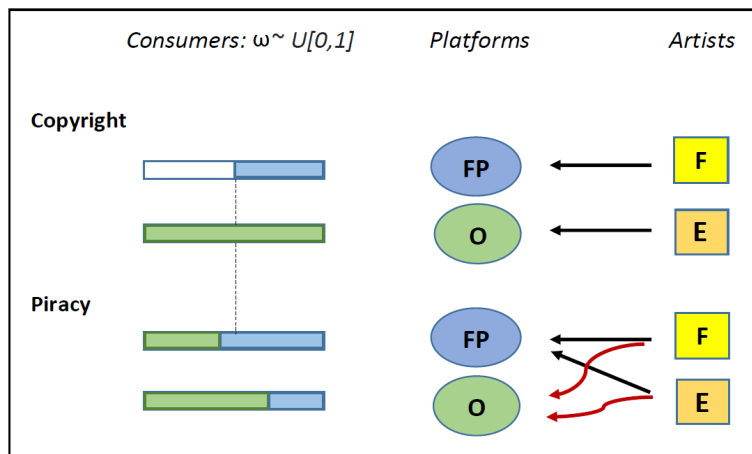 Consumers: ω~ U[0,1] Platforms Artists
Copyright
FP F
O E
Piracy
FP F
O E